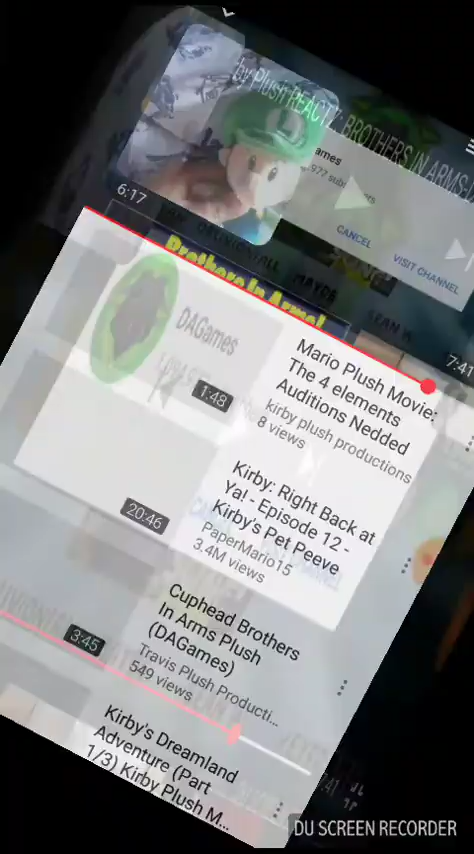 by Plush REACTZ: BROTHERS IN ARMS
ames
CANCEL
VISIT CHANNEL
6:17
7:41
Brothers In Arms!
DAGames
1:48
Mario Plush Movie:
The 4 elements
Auditions Nedded
kirby plush productions
8 views
20:46
Kirby: Right Back at
Ya! - Episode 12 -
Kirby's Pet Peeve
PaperMario15
3.4M views
3:45
Cuphead Brothers
In Arms Plush
(DAGames)
Travis Plush Producti...
549 views
Kirby's Dreamland
Adventure (Part
1/3) Kirby Plush M...
DU SCREEN RECORDER